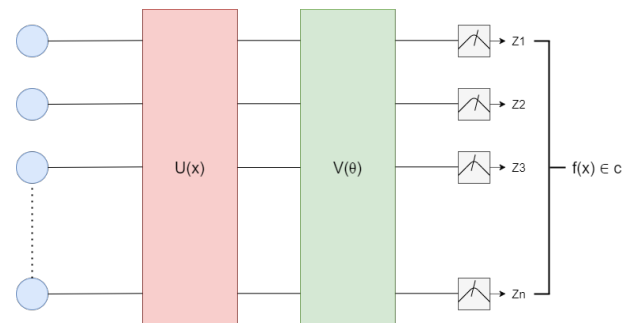 Z1
Z2
U(x)
V(θ)
Z3
f(x) ∈ c
Zn